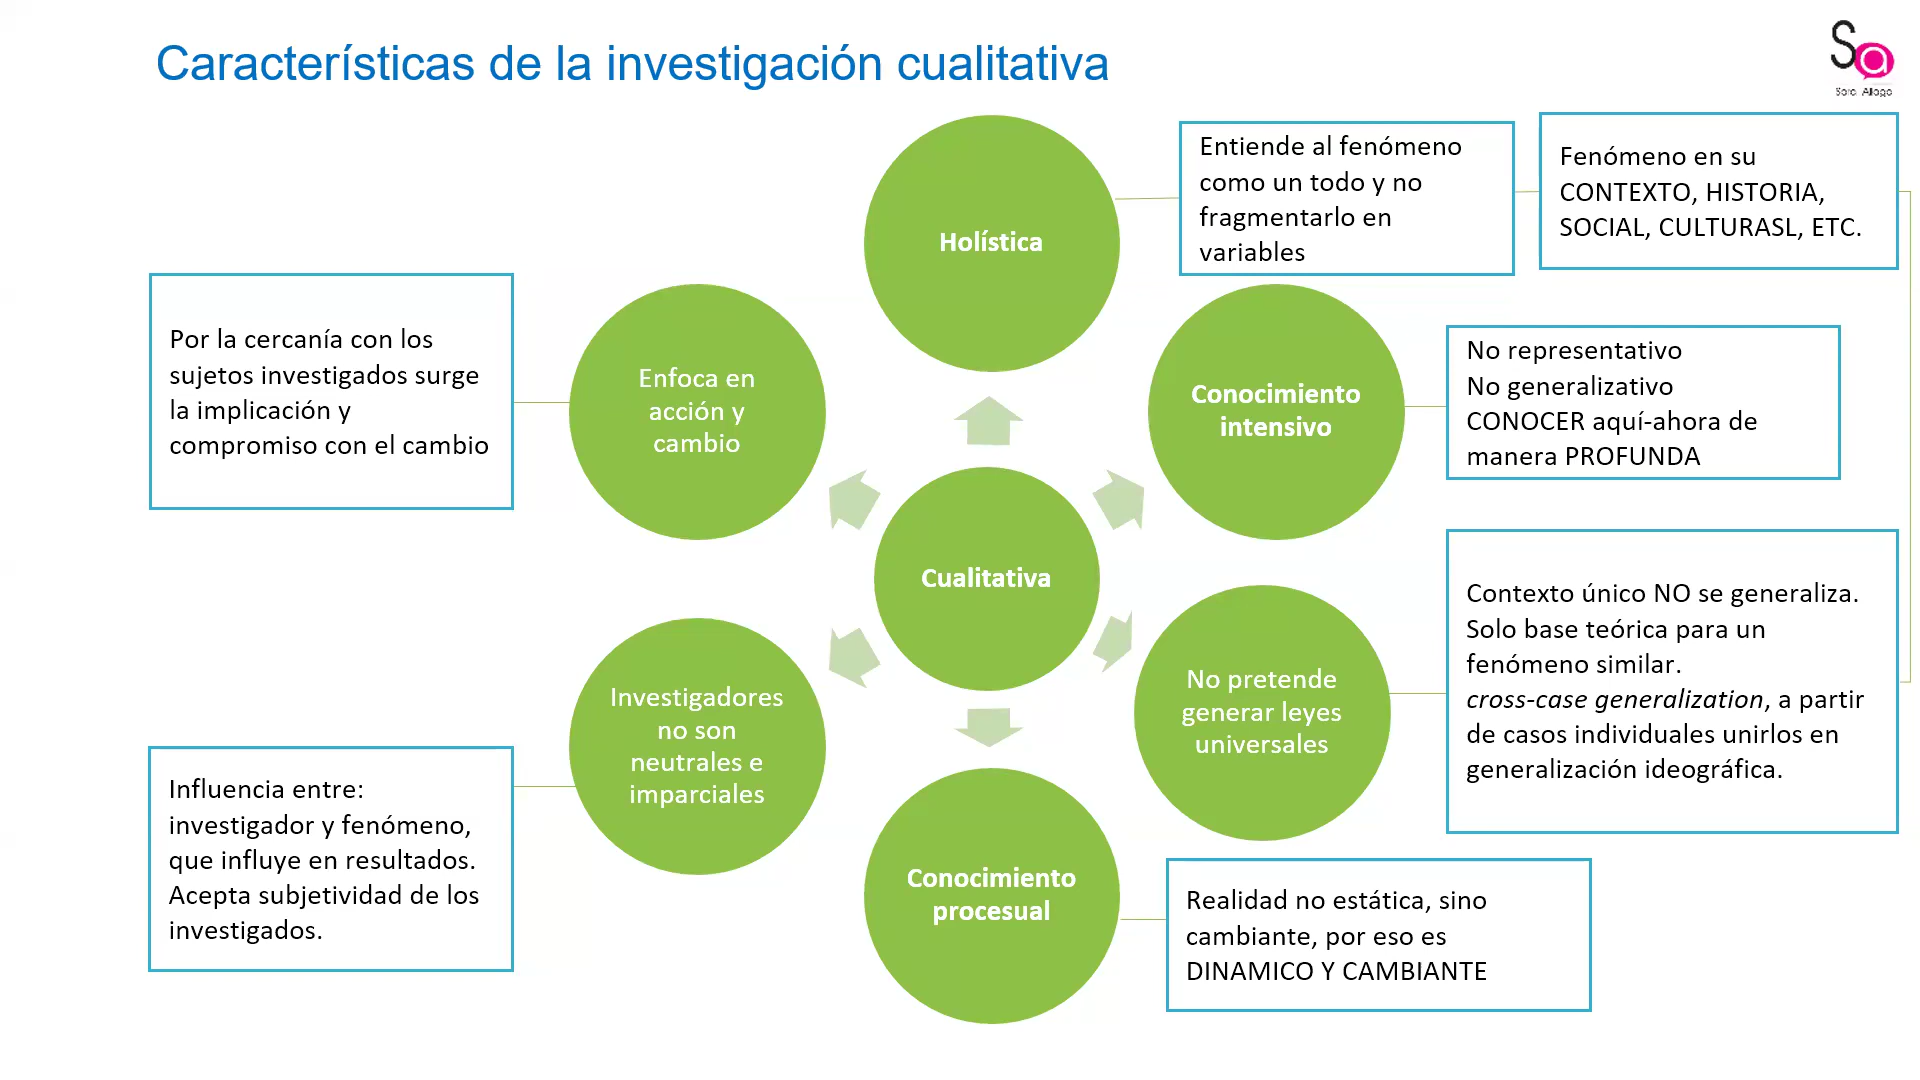 Características de la investigación cualitativa
Sara Aliaga
Holística
Entiende al fenómeno
como un todo y no
fragmentarlo en
variables
Fenómeno en su
CONTEXTO, HISTORIA,
SOCIAL, CULTURASL, ETC.
Conocimiento
intensivo
No representativo
No generalizativo
CONOCER aquí-ahora de
manera PROFUNDA
No pretende
generar leyes
universales
Contexto único NO se generaliza.
Solo base teórica para un
fenómeno similar.
cross-case generalization, a partir
de casos individuales unirlos en
generalización ideográfica.
Conocimiento
procesual
Realidad no estática, sino
cambiante, por eso es
DINAMICO Y CAMBIANTE
Investigadores
no son
neutrales e
imparciales
Influencia entre:
investigador y fenómeno,
que influye en resultados.
Acepta subjetividad de los
investigados.
Enfoca en
acción y
cambio
Por la cercanía con los
sujetos investigados surge
la implicación y
compromiso con el cambio
Cualitativa